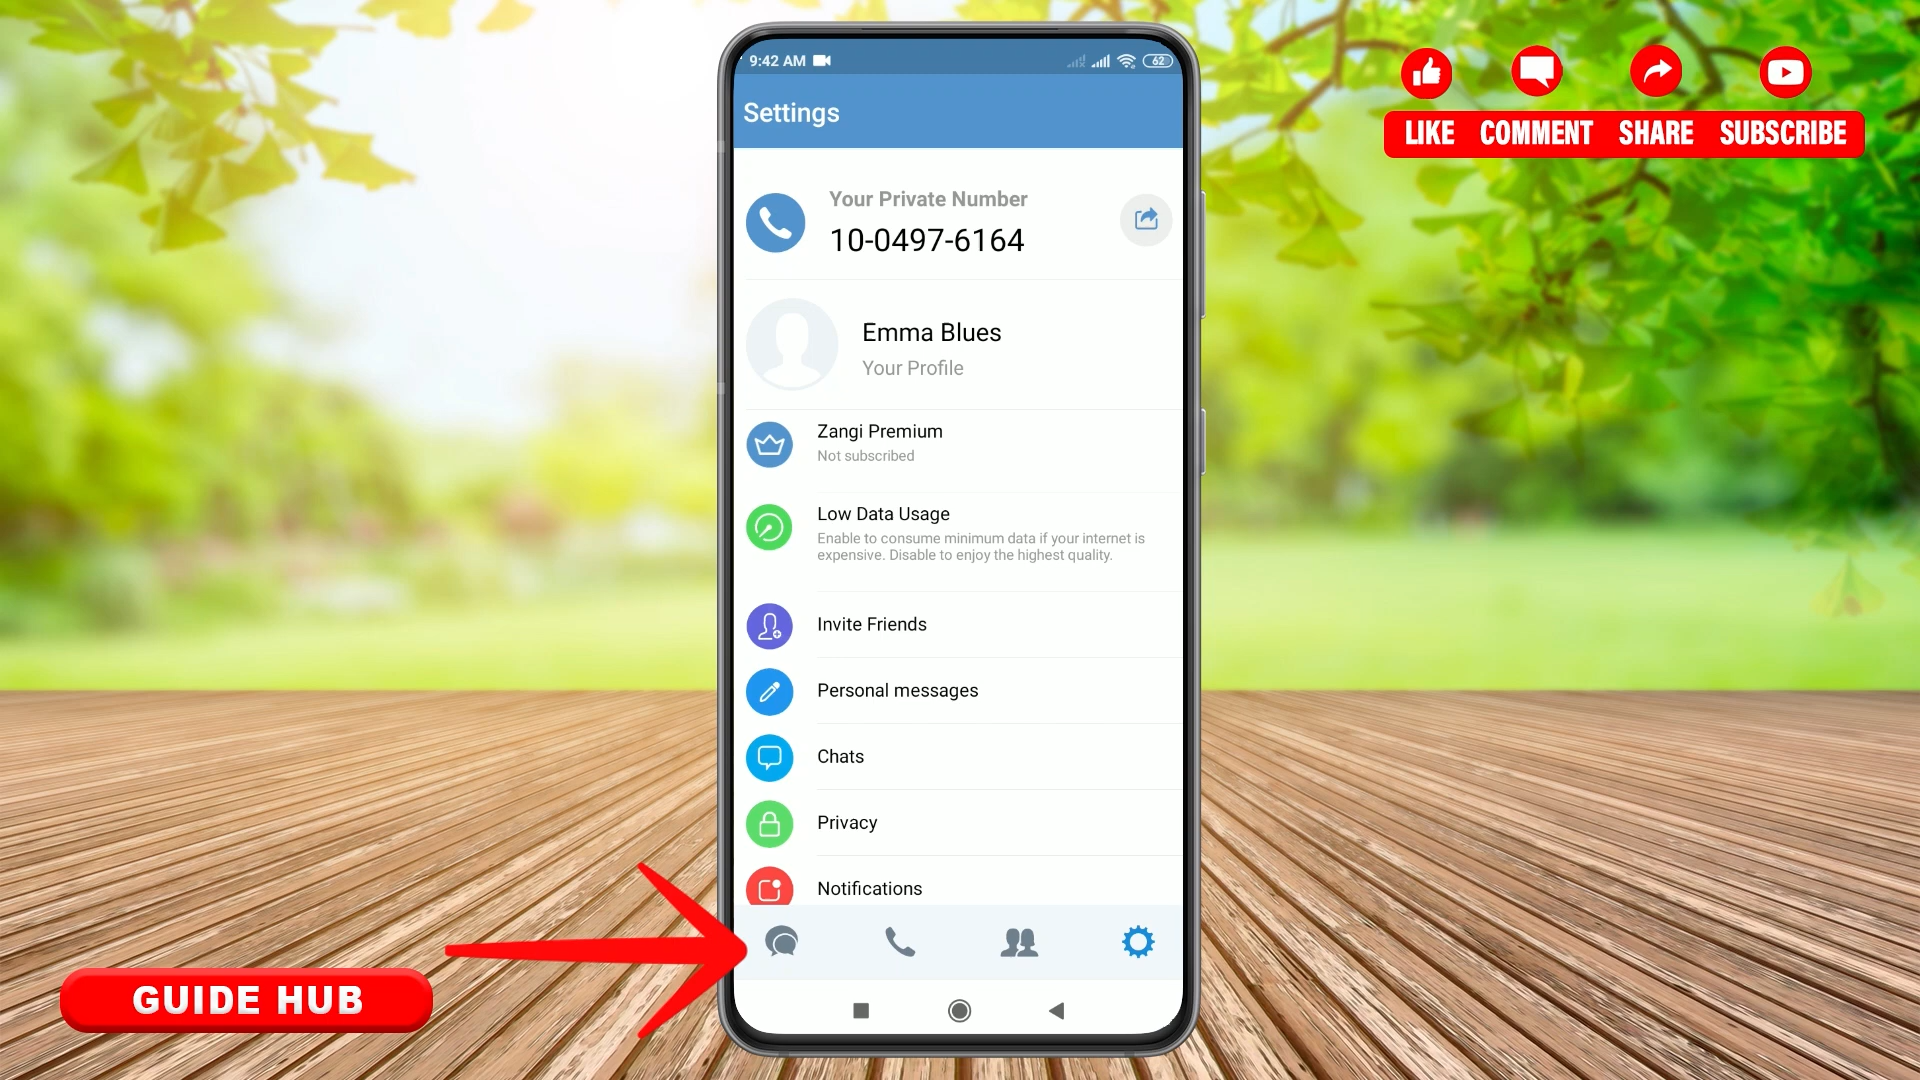 9:42 AM
62
Settings
LIKE COMMENT SHARE SUBSCRIBE
Your Private Number
10-0497-6164
Emma Blues
Your Profile
Zangi Premium
Not subscribed
Low Data Usage
Enable to consume minimum data if your internet is
expensive. Disable to enjoy the highest quality.
Invite Friends
Personal messages
Chats
Privacy
Notifications
GUIDE HUB